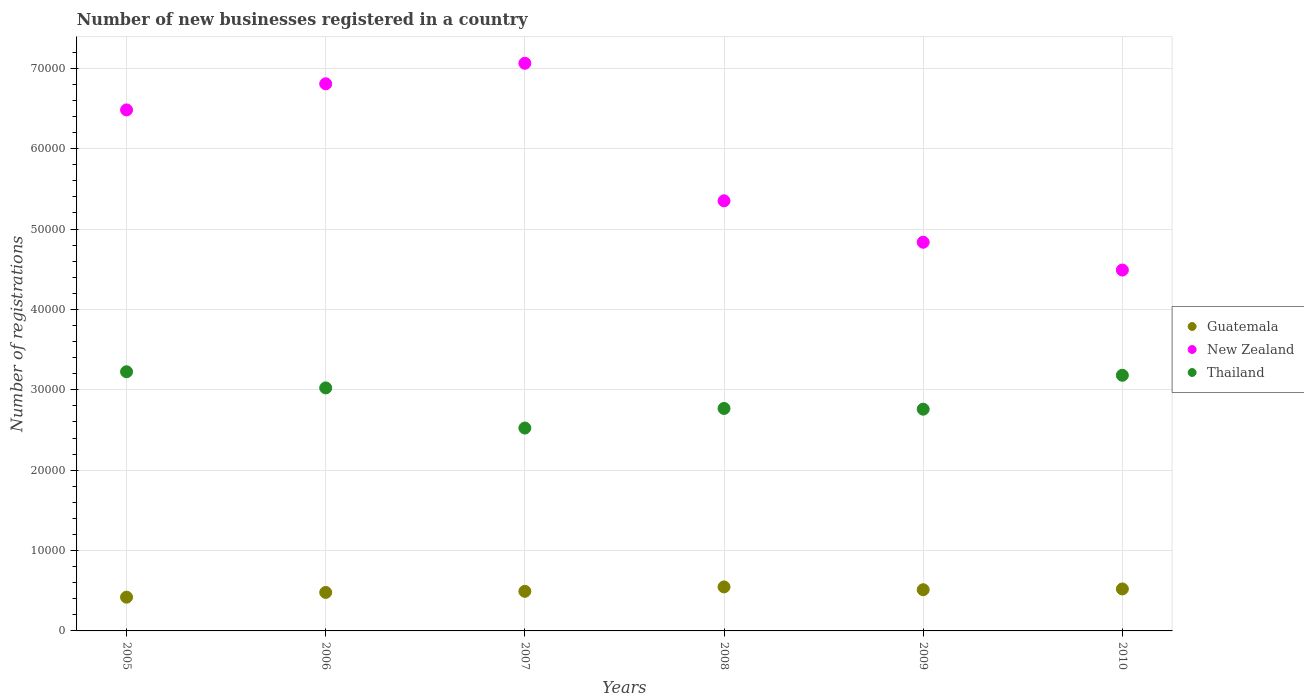 Number of new businesses registered in a country
Number of registrations
70000
60000
50000
40000
30000
20000
10000
0
2005
2006
2007
2008
2009
2010
Years
Guatemala
New Zealand
Thailand